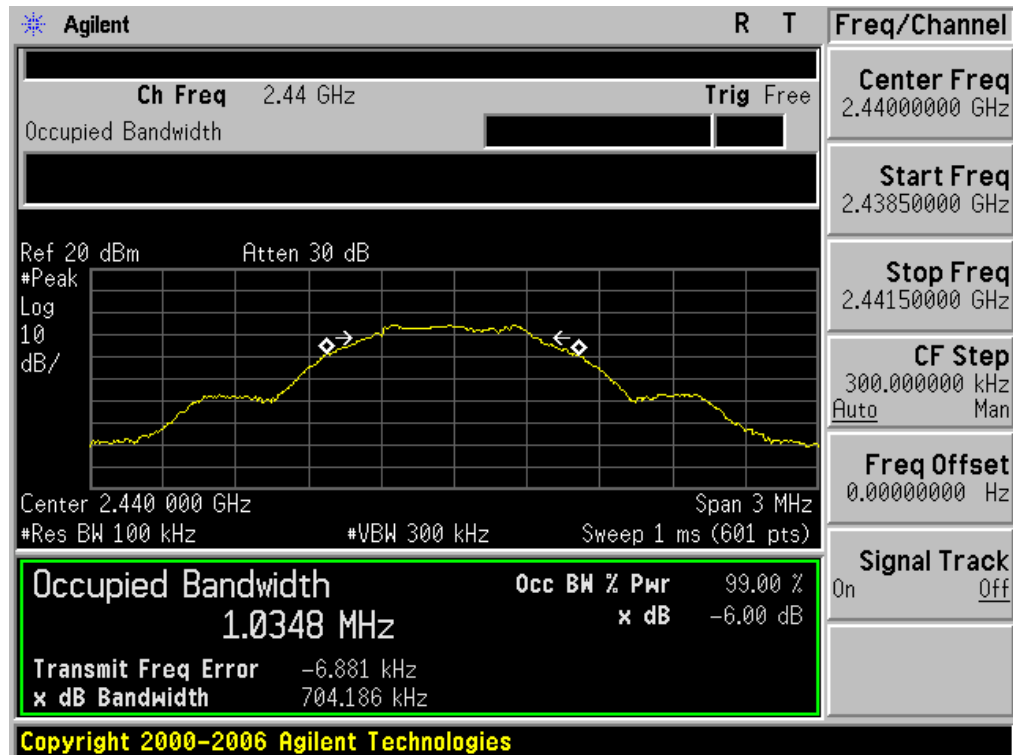 Agilent R T Freq/Channel
Ch Freq 2.44 GHz Trig Free
Occupied Bandwidth
Center Freq
2.44000000 GHz
Start Freq
2.43850000 GHz
Stop Freq
2.44150000 GHz
CF Step
300.000000 kHz
Auto Man
Freq Offset
0.00000000 Hz
Signal Track
On Off
Ref 20 dBm Atten 30 dB
#Peak
Log
10
dB/
Center 2.440 000 GHz Span 3 MHz
#Res BW 100 kHz #VBW 300 kHz Sweep 1 ms (601 pts)
Occupied Bandwidth Occ BW % Pwr 99.00 %
1.0348 MHz x dB -6.00 dB
Transmit Freq Error -6.881 kHz
x dB Bandwidth 704.186 kHz
Copyright 2000-2006 Agilent Technologies